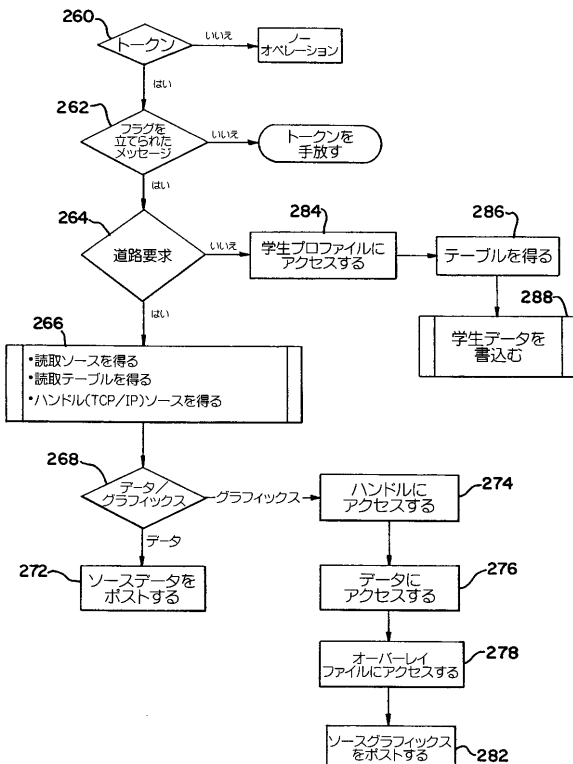 260
トークン
いいえ
ノー
オペレーション
はい
262
フラグを
立てられた
メッセージ
いいえ
トークンを
手放す
はい
264
道路要求
いいえ
284
学生プロファイルに
アクセスする
286
テーブルを得る
288
学生データを
書込む
はい
266
•読取ソースを得る
•読取テーブルを得る
•ハンドル(TCP/IP)ソースを得る
268
データ/
グラフィックス
グラフィックス
ハンドルに
アクセスする
274
データ
272
ソースデータを
ポストする
データに
アクセスする
276
オーバーレイ
ファイルにアクセスする
278
ソースグラフィックス
をポストする
282